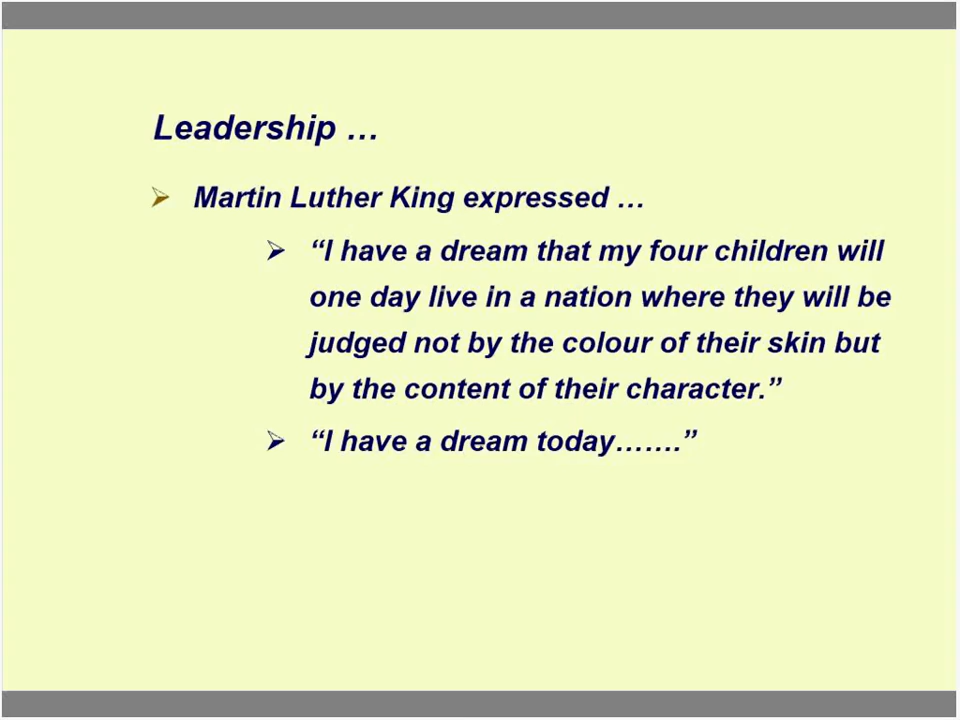 Leadership …
Martin Luther King expressed …
“I have a dream that my four children will
one day live in a nation where they will be
judged not by the colour of their skin but
by the content of their character.”
“I have a dream today…….”